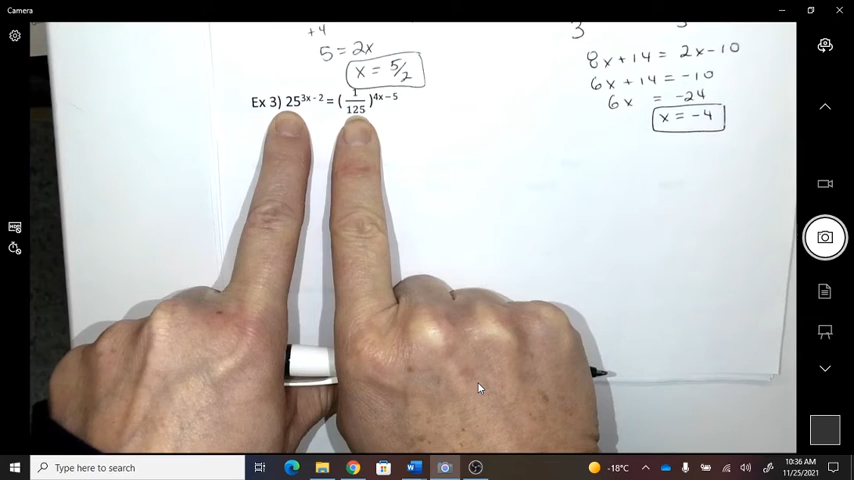 Camera
+4
5 = 2x
x = 5/2
Ex 3) 25^(3x-2) = (1/125)^(4x-5)
3
8x+14 = 2x-10
6x+14 = -10
6x = -24
x = -4
Type here to search
-18°C
10:36 AM
11/25/2021